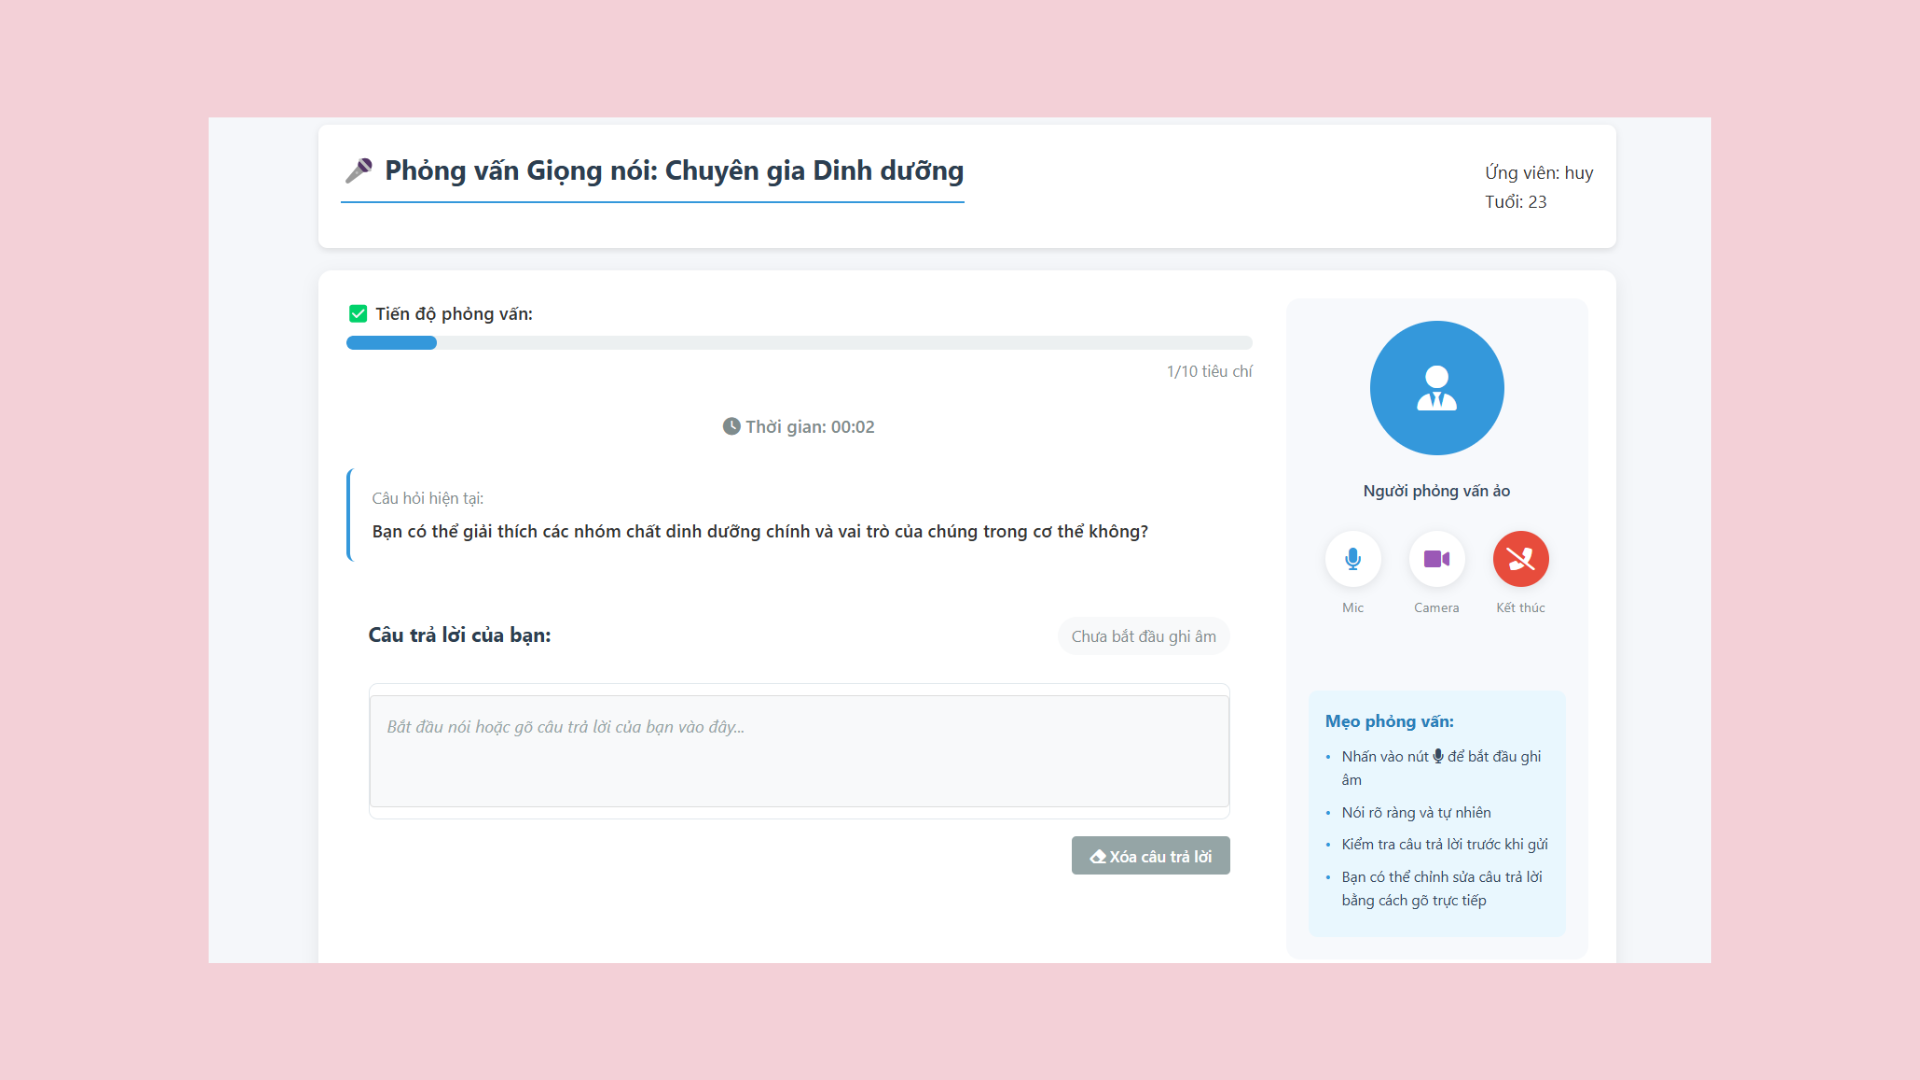 Phỏng vấn Giọng nói: Chuyên gia Dinh dưỡng
Ứng viên: huy
Tuổi: 23
Tiến độ phỏng vấn:
1/10 tiêu chí
Thời gian: 00:02
Câu hỏi hiện tại:
Bạn có thể giải thích các nhóm chất dinh dưỡng chính và vai trò của chúng trong cơ thể không?
Câu trả lời của bạn:
Chưa bắt đầu ghi âm
Bắt đầu nói hoặc gõ câu trả lời của bạn vào đây...
Xóa câu trả lời
Người phỏng vấn ảo
Mic
Camera
Kết thúc
Mẹo phỏng vấn:
• Nhấn vào nút để bắt đầu ghi
âm
• Nói rõ ràng và tự nhiên
• Kiểm tra câu trả lời trước khi gửi
• Bạn có thể chỉnh sửa câu trả lời
bằng cách gõ trực tiếp